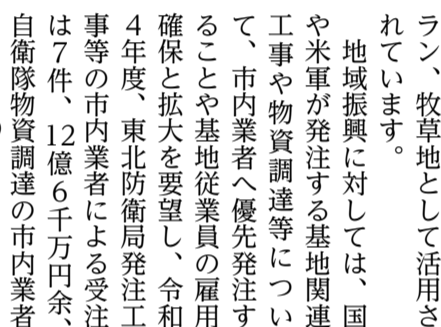 ラン、牧草地として活用さ
れています。
地域振興に対しては、国
や米軍が発注する基地関連
工事や物資調達等につい
て、市内業者へ優先発注す
ることや基地従業員の雇用
確保と拡大を要望し、令和
４年度、東北防衛局発注工
事等の市内業者による受注
は７件、12億６千万円余、
自衛隊物資調達の市内業者